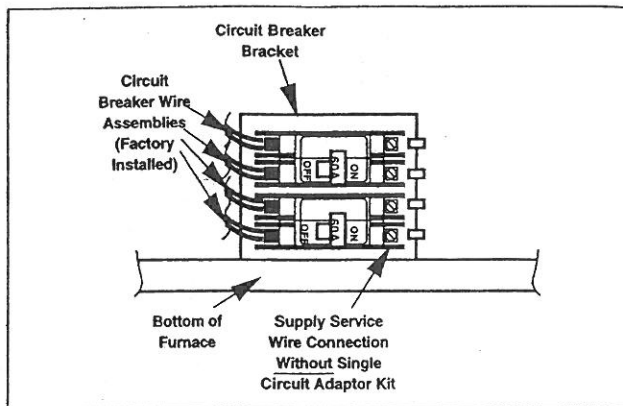 Circuit Breaker
Bracket
Circuit
Breaker Wire
Assemblies
(Factory
Installed)
OFF
60A
ON
OFF
60A
ON
Bottom of
Furnace
Supply Service
Wire Connection
Without Single
Circuit Adaptor Kit